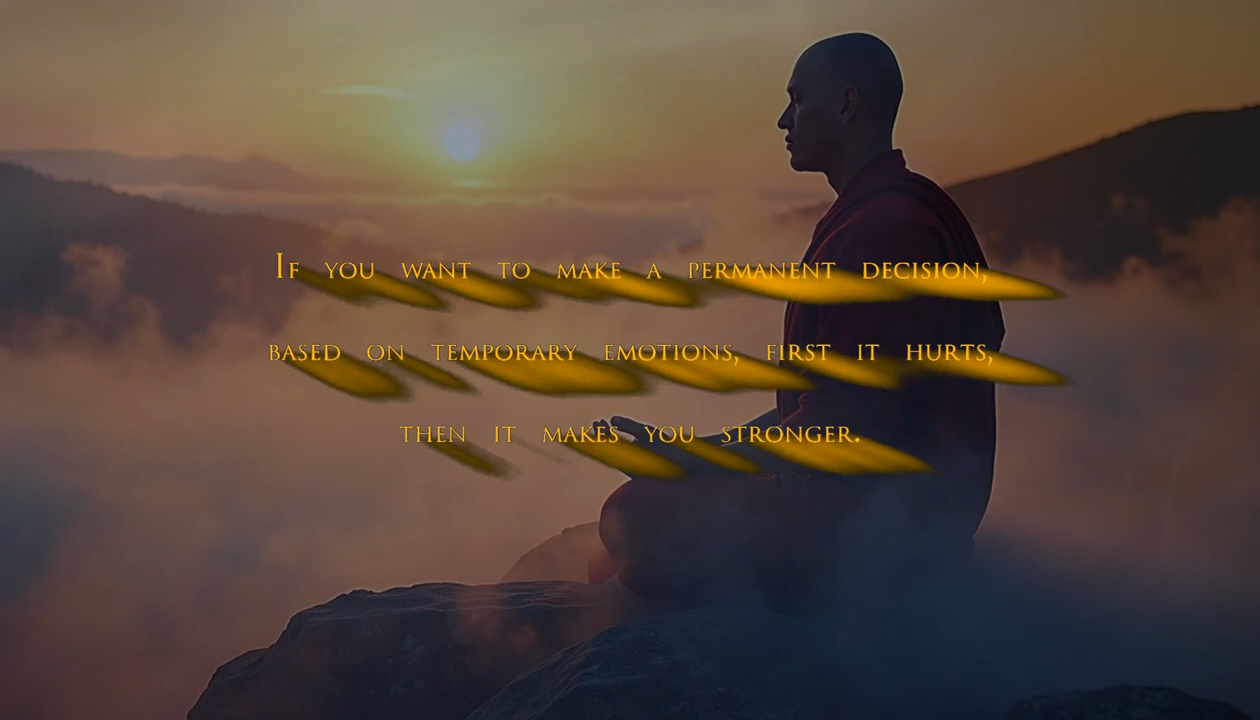 If you want to make a permanent decision,
based on temporary emotions, first it hurts,
then it makes you stronger.